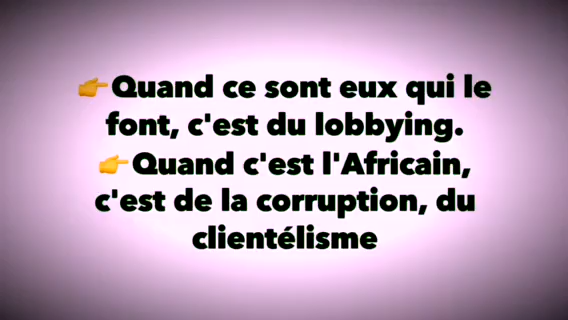 👉Quand ce sont eux qui le
font, c'est du lobbying.
👉Quand c'est l'Africain,
c'est de la corruption, du
clientélisme